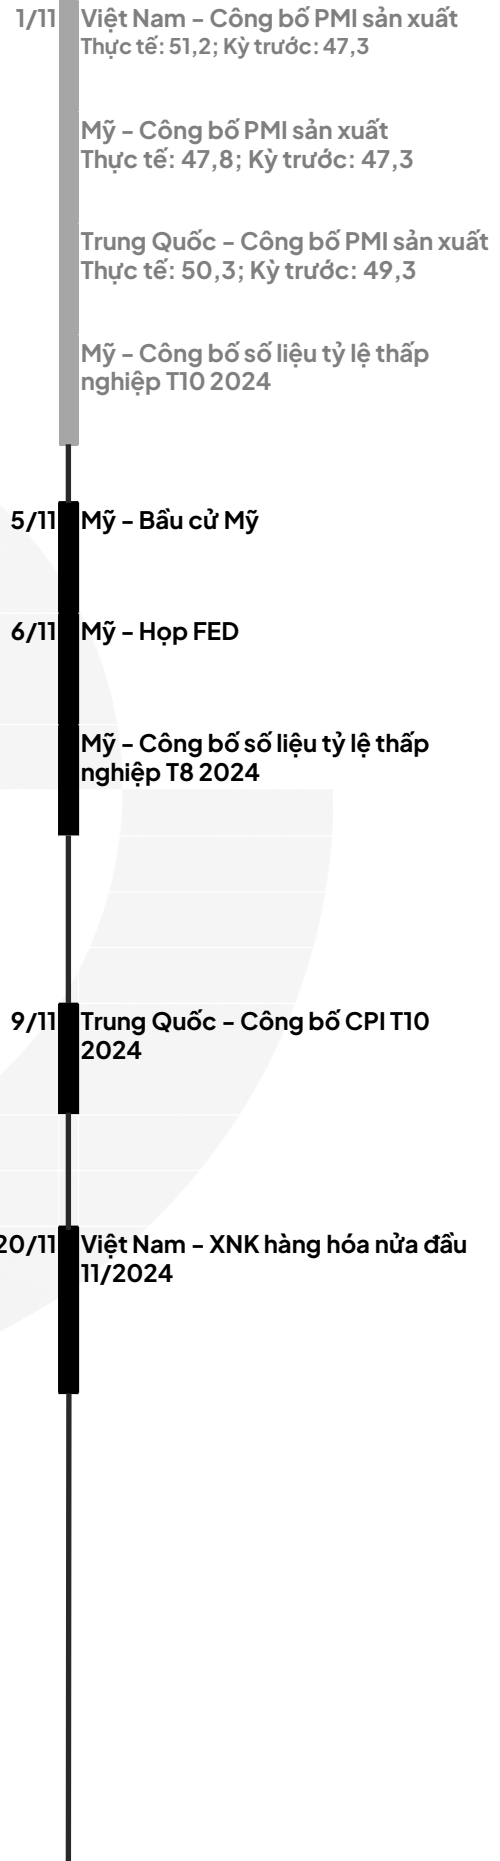 1/11 Việt Nam – Công bố PMI sản xuất
Thực tế: 51,2; Kỳ trước: 47,3
Mỹ – Công bố PMI sản xuất
Thực tế: 47,8; Kỳ trước: 47,3
Trung Quốc – Công bố PMI sản xuất
Thực tế: 50,3; Kỳ trước: 49,3
Mỹ – Công bố số liệu tỷ lệ thấp
nghiệp T10 2024
5/11 Mỹ – Bầu cử Mỹ
6/11 Mỹ – Họp FED
Mỹ – Công bố số liệu tỷ lệ thấp
nghiệp T8 2024
9/11 Trung Quốc – Công bố CPI T10
2024
20/11 Việt Nam – XNK hàng hóa nửa đầu
11/2024